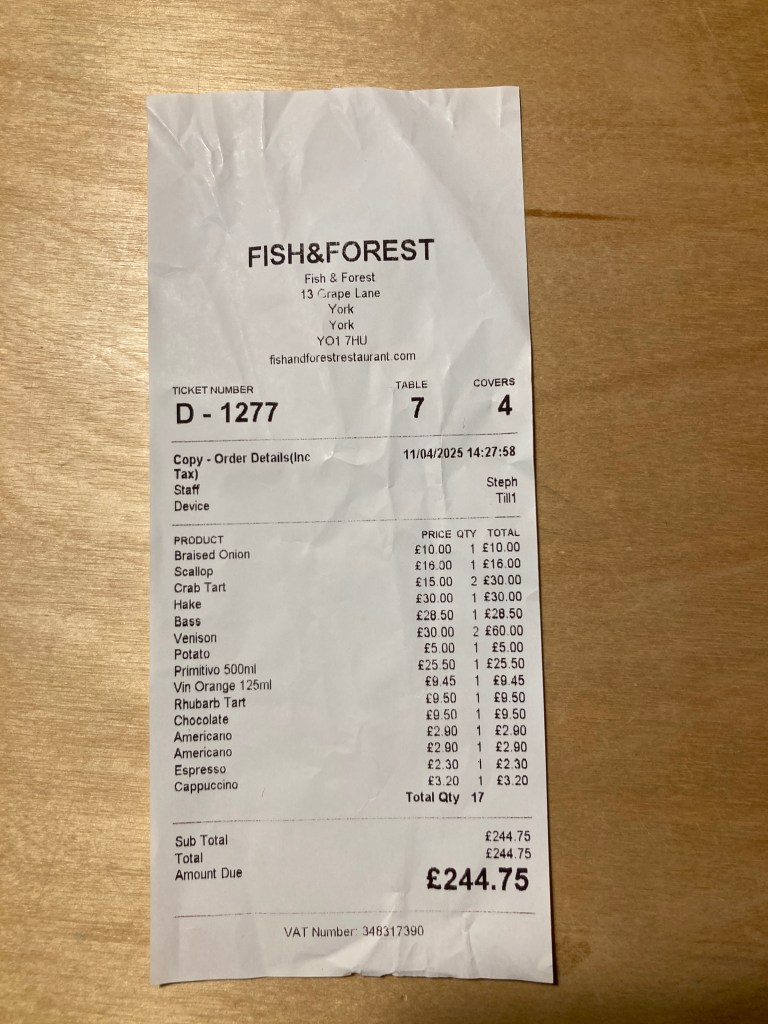 FISH&FOREST
Fish & Forest
13 Grape Lane
York
York
YO1 7HU
fishandforestrestaurant.com
TICKET NUMBER TABLE COVERS
D - 1277 7 4
Copy - Order Details(Inc 11/04/2025 14:27:58
Tax)
Staff Steph
Device Till1
PRODUCT PRICE QTY TOTAL
Braised Onion £10.00 1 £10.00
Scallop £16.00 1 £16.00
Crab Tart £15.00 2 £30.00
Hake £30.00 1 £30.00
Bass £28.50 1 £28.50
Venison £30.00 2 £60.00
Potato £5.00 1 £5.00
Primitivo 500ml £25.50 1 £25.50
Vin Orange 125ml £9.45 1 £9.45
Rhubarb Tart £9.50 1 £9.50
Chocolate £9.50 1 £9.50
Americano £2.90 1 £2.90
Americano £2.90 1 £2.90
Espresso £2.30 1 £2.30
Cappuccino £3.20 1 £3.20
Total Qty 17
Sub Total £244.75
Total £244.75
Amount Due £244.75
VAT Number: 348317390